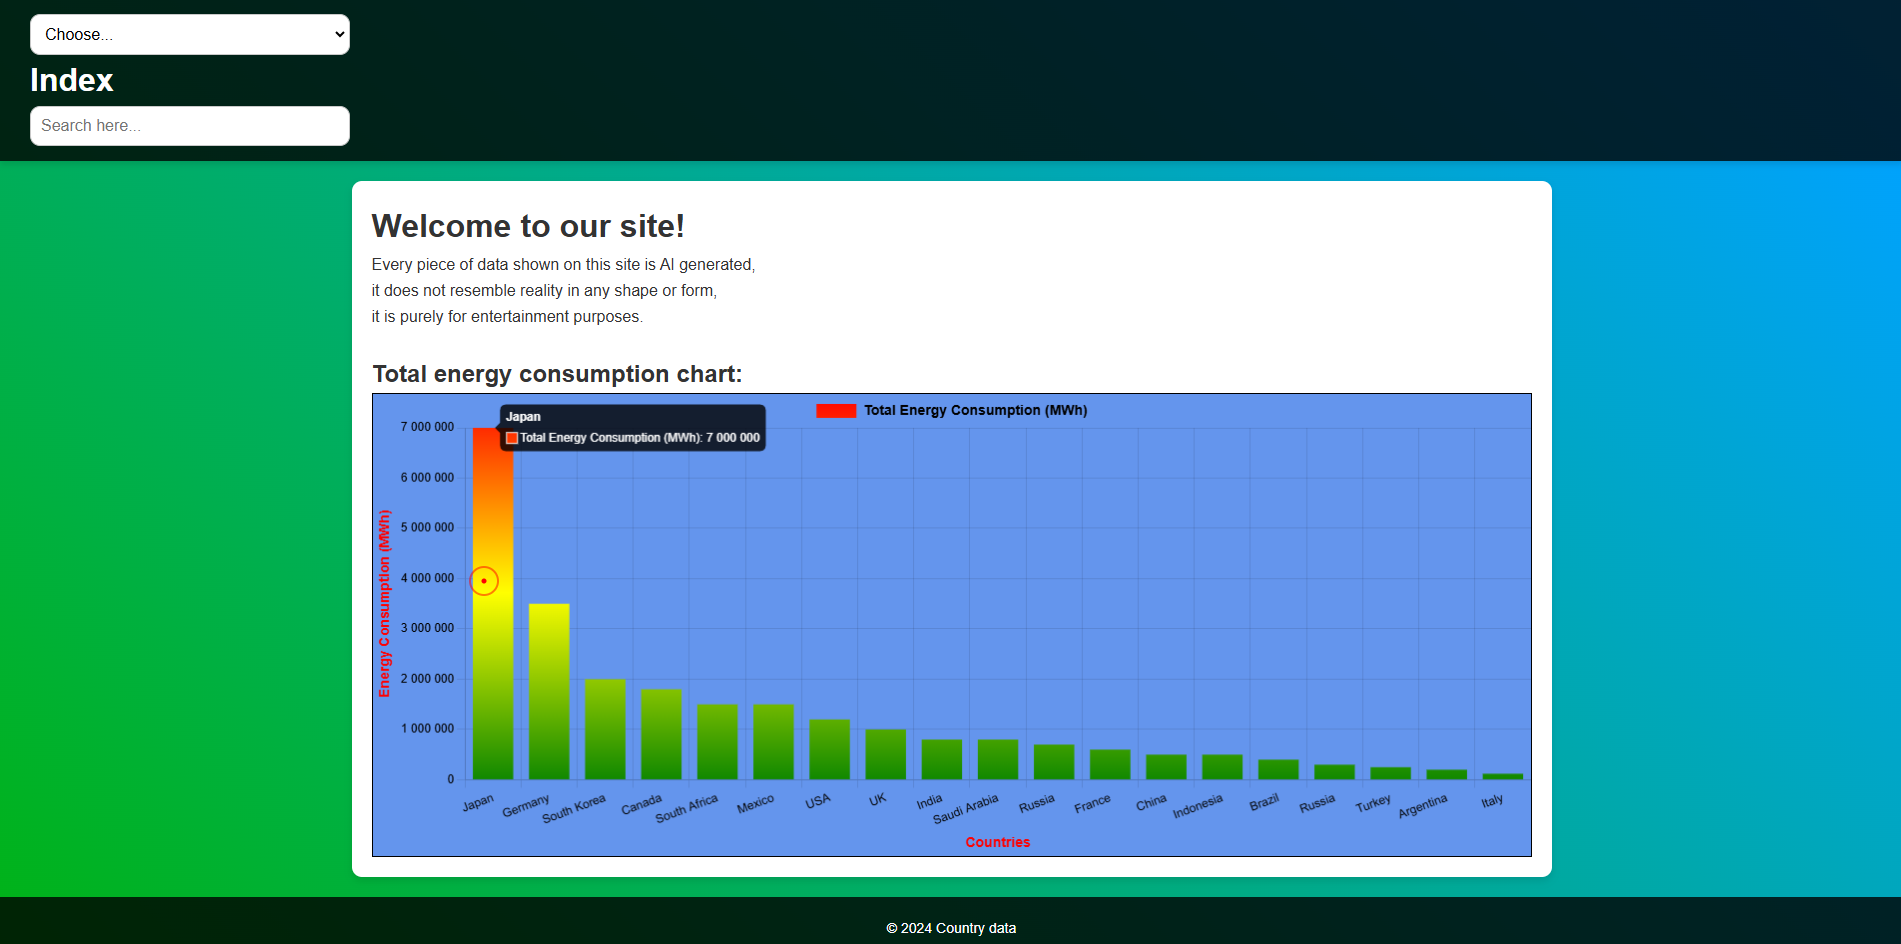 Choose...
Index
Search here...
Welcome to our site!
Every piece of data shown on this site is AI generated,
it does not resemble reality in any shape or form,
it is purely for entertainment purposes.
Total energy consumption chart:
Total Energy Consumption (MWh)
Japan
Total Energy Consumption (MWh): 7 000 000
Energy Consumption (MWh)
7 000 000
6 000 000
5 000 000
4 000 000
3 000 000
2 000 000
1 000 000
0
Japan
Germany
South Korea
Canada
South Africa
Mexico
USA
UK
India
Saudi Arabia
Russia
France
China
Indonesia
Brazil
Russia
Turkey
Argentina
Italy
Countries
© 2024 Country data